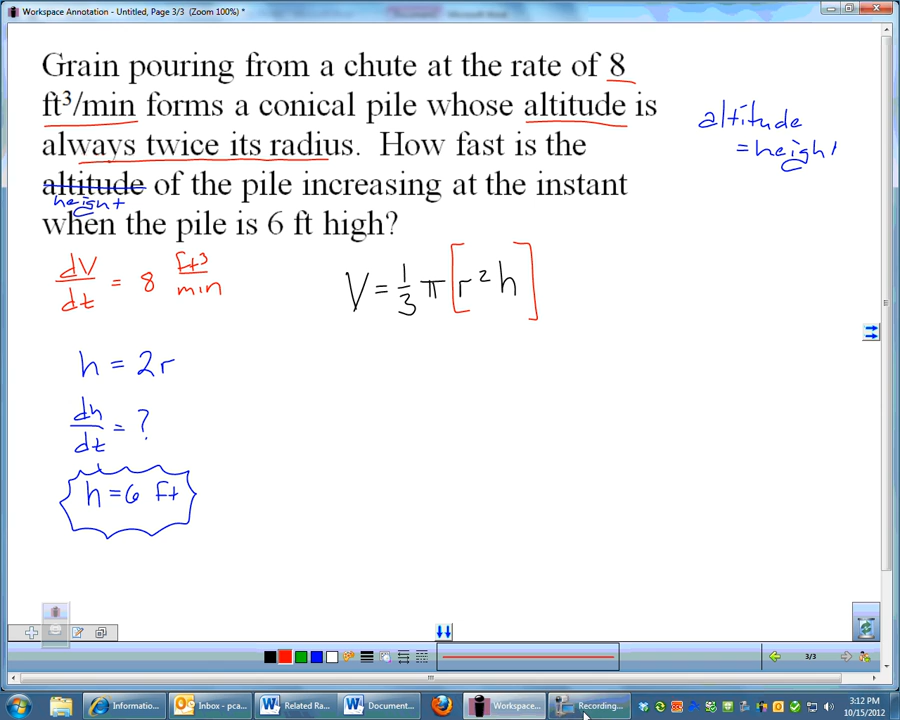 Workspace Annotation - Untitled, Page 3/3 (Zoom 100%) *
Grain pouring from a chute at the rate of 8
ft³/min forms a conical pile whose altitude is
always twice its radius. How fast is the
altitude of the pile increasing at the instant
height
when the pile is 6 ft high?
altitude
= height
dV/dt = 8 ft³/min
V = 1/3 π [r² h]
h = 2r
dh/dt = ?
h = 6 ft
3/3
Informatio...
Inbox - pca...
Related Ra...
Document...
Workspace...
Recording...
3:12 PM
10/15/2012